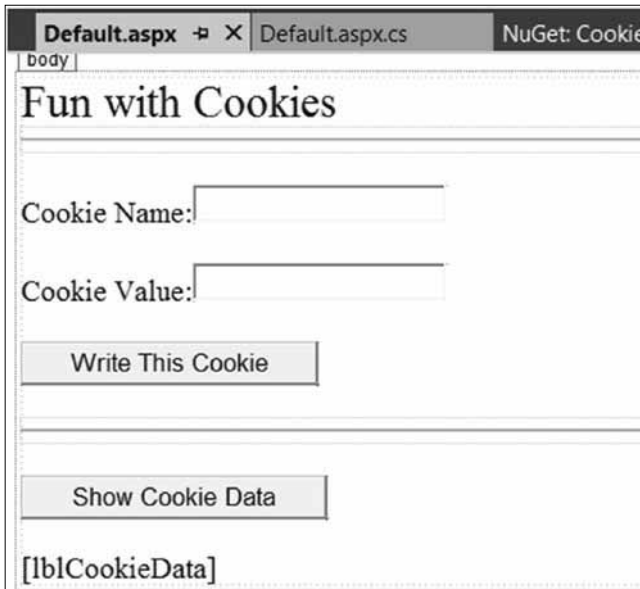 Default.aspx Default.aspx.cs NuGet: Cookie
body
Fun with Cookies
Cookie Name:
Cookie Value:
Write This Cookie
Show Cookie Data
[lblCookieData]